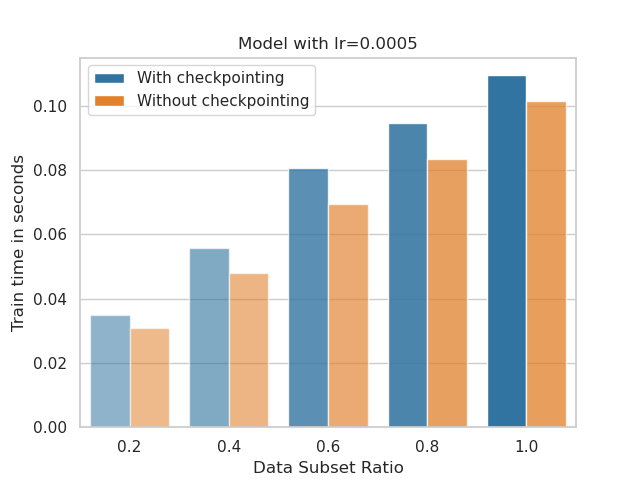 Model with lr=0.0005
With checkpointing
Without checkpointing
Train time in seconds
0.10
0.08
0.06
0.04
0.02
0.00
0.2 0.4 0.6 0.8 1.0
Data Subset Ratio